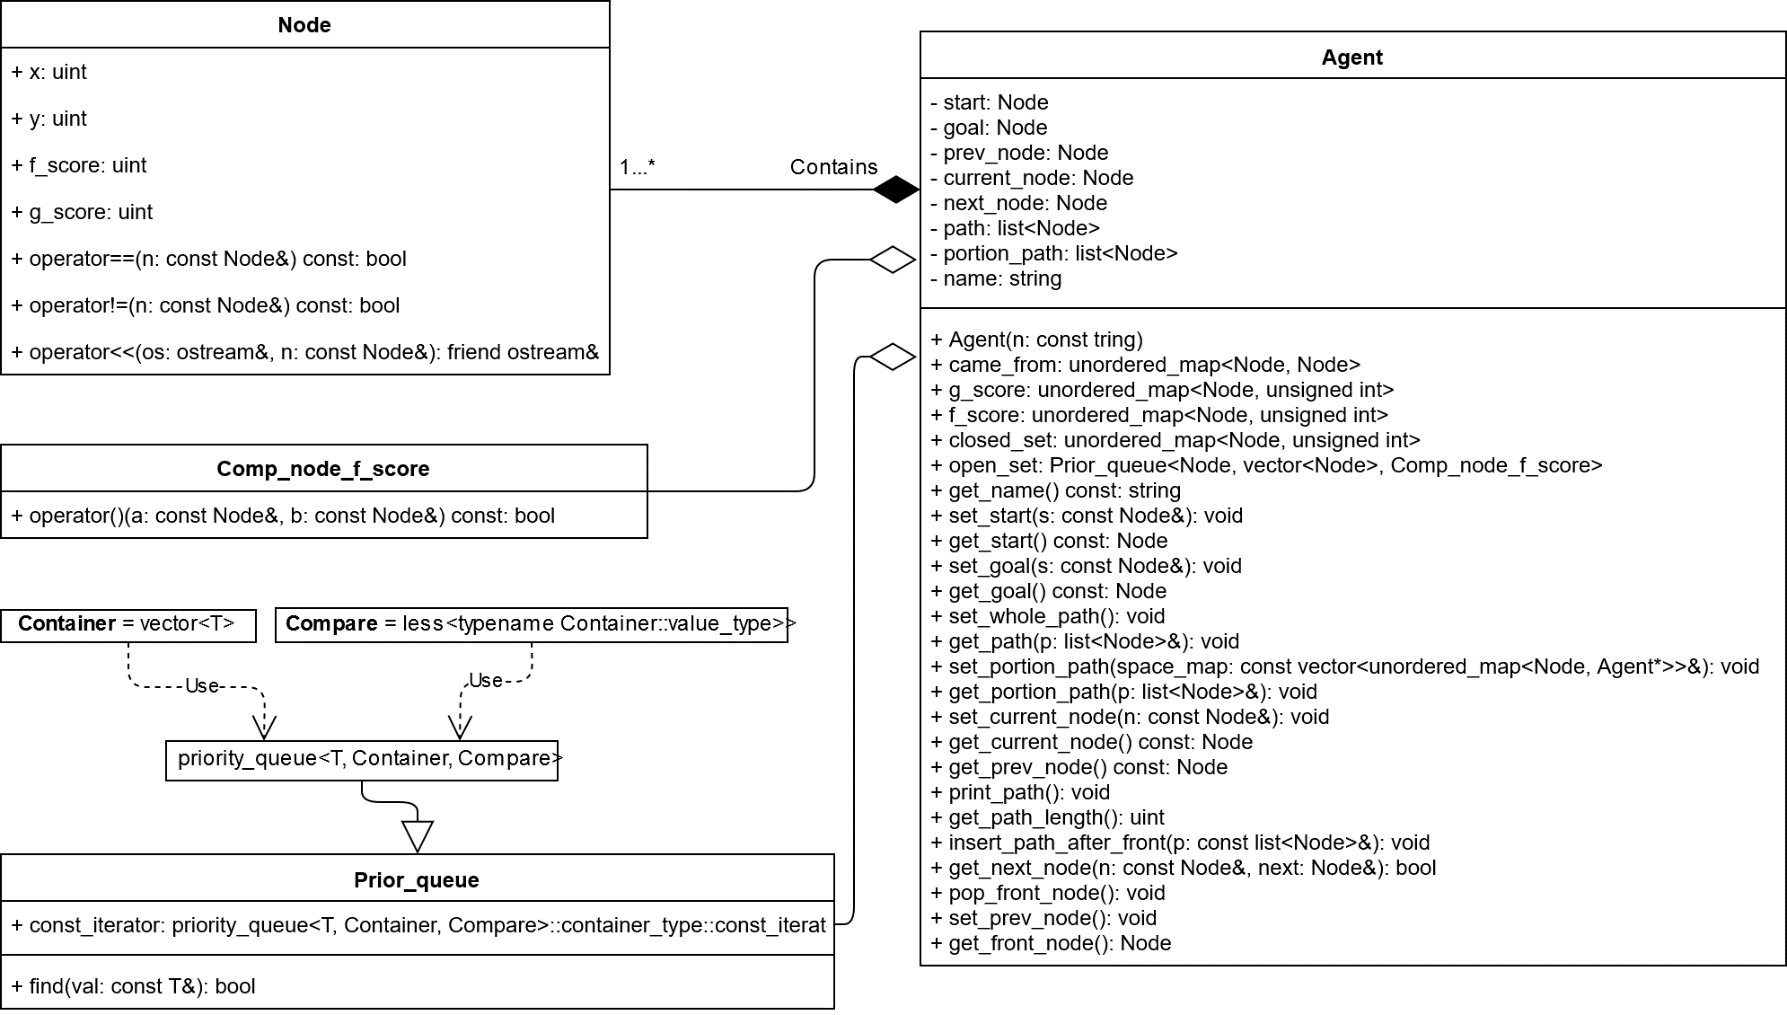 Node
+ x: uint
+ y: uint
+ f_score: uint
+ g_score: uint
+ operator==(n: const Node&) const: bool
+ operator!=(n: const Node&) const: bool
+ operator<<(os: ostream&, n: const Node&): friend ostream&
1...*
Contains
Agent
- start: Node
- goal: Node
- prev_node: Node
- current_node: Node
- next_node: Node
- path: list<Node>
- portion_path: list<Node>
- name: string
+ Agent(n: const tring)
+ came_from: unordered_map<Node, Node>
+ g_score: unordered_map<Node, unsigned int>
+ f_score: unordered_map<Node, unsigned int>
+ closed_set: unordered_map<Node, unsigned int>
+ open_set: Prior_queue<Node, vector<Node>, Comp_node_f_score>
+ get_name() const: string
+ set_start(s: const Node&): void
+ get_start() const: Node
+ set_goal(s: const Node&): void
+ get_goal() const: Node
+ set_whole_path(): void
+ get_path(p: list<Node>&): void
+ set_portion_path(space_map: const vector<unordered_map<Node, Agent*>>&): void
+ get_portion_path(p: list<Node>&): void
+ set_current_node(n: const Node&): void
+ get_current_node() const: Node
+ get_prev_node() const: Node
+ print_path(): void
+ get_path_length(): uint
+ insert_path_after_front(p: const list<Node>&): void
+ get_next_node(n: const Node&, next: Node&): bool
+ pop_front_node(): void
+ set_prev_node(): void
+ get_front_node(): Node
Comp_node_f_score
+ operator()(a: const Node&, b: const Node&) const: bool
Container = vector<T>
Compare = less<typename Container::value_type>>
Use
Use
priority_queue<T, Container, Compare>
Prior_queue
+ const_iterator: priority_queue<T, Container, Compare>::container_type::const_iterat
+ find(val: const T&): bool